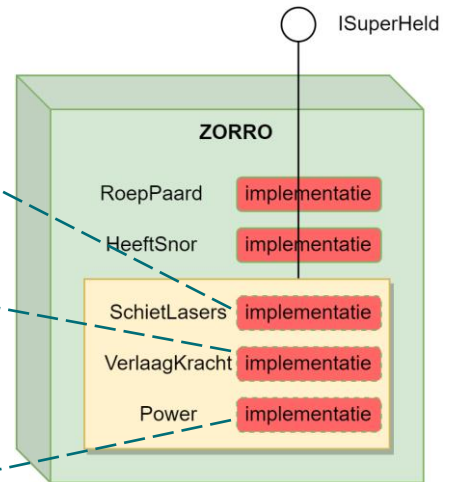 ISuperHeld
ZORRO
RoepPaard implementatie
HeeftSnor implementatie
SchietLasers implementatie
VerlaagKracht implementatie
Power implementatie